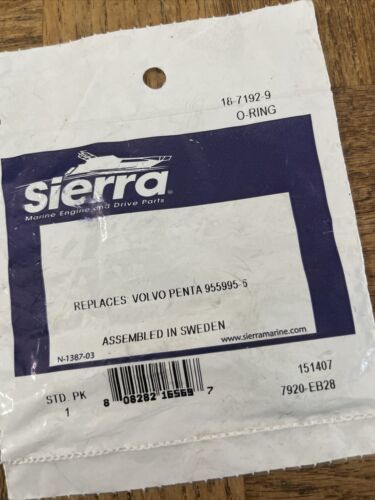 18-7192-9
O-RING
sierra®
Marine Engine and Drive Parts
REPLACES: VOLVO PENTA 955995-6
ASSEMBLED IN SWEDEN
N-1387-03
www.sierramarine.com
STD. PK
1
8 08282 16569 7
151407
7920-EB28